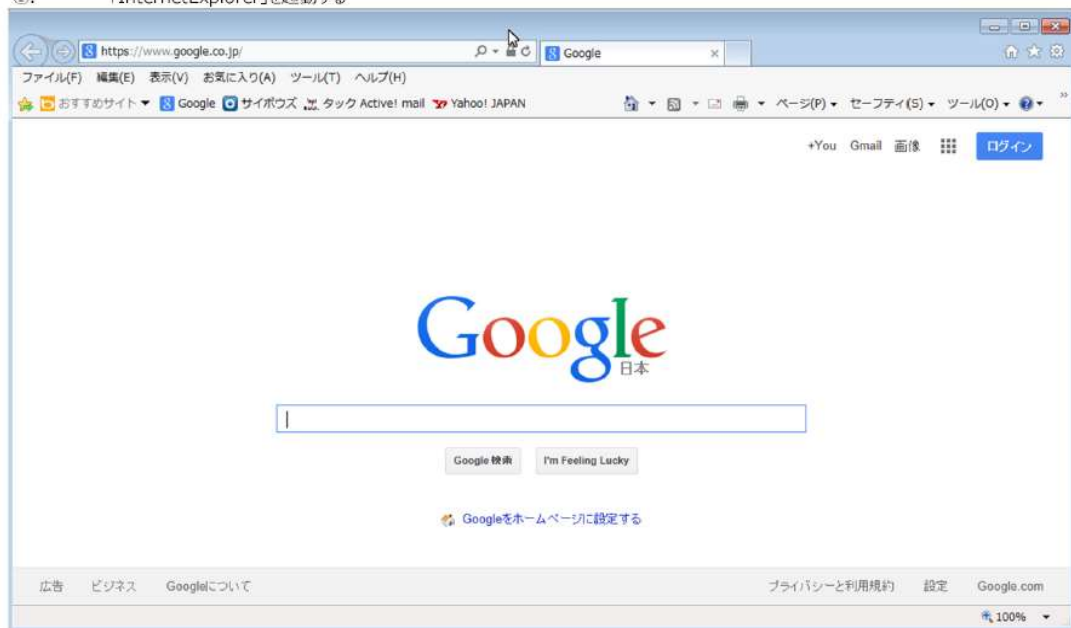 「InternetExplorer」を起動する
https://www.google.co.jp/ Google
ファイル(F) 編集(E) 表示(V) お気に入り(A) ツール(T) ヘルプ(H)
おすすめサイト Google サイボウズ タック Active! mail Yahoo! JAPAN ページ(P) セーフティ(S) ツール(O)
+You Gmail 画像 ログイン
Google
日本
Google 検索 I'm Feeling Lucky
Googleをホームページに設定する
広告 ビジネス Googleについて プライバシーと利用規約 設定 Google.com
100%